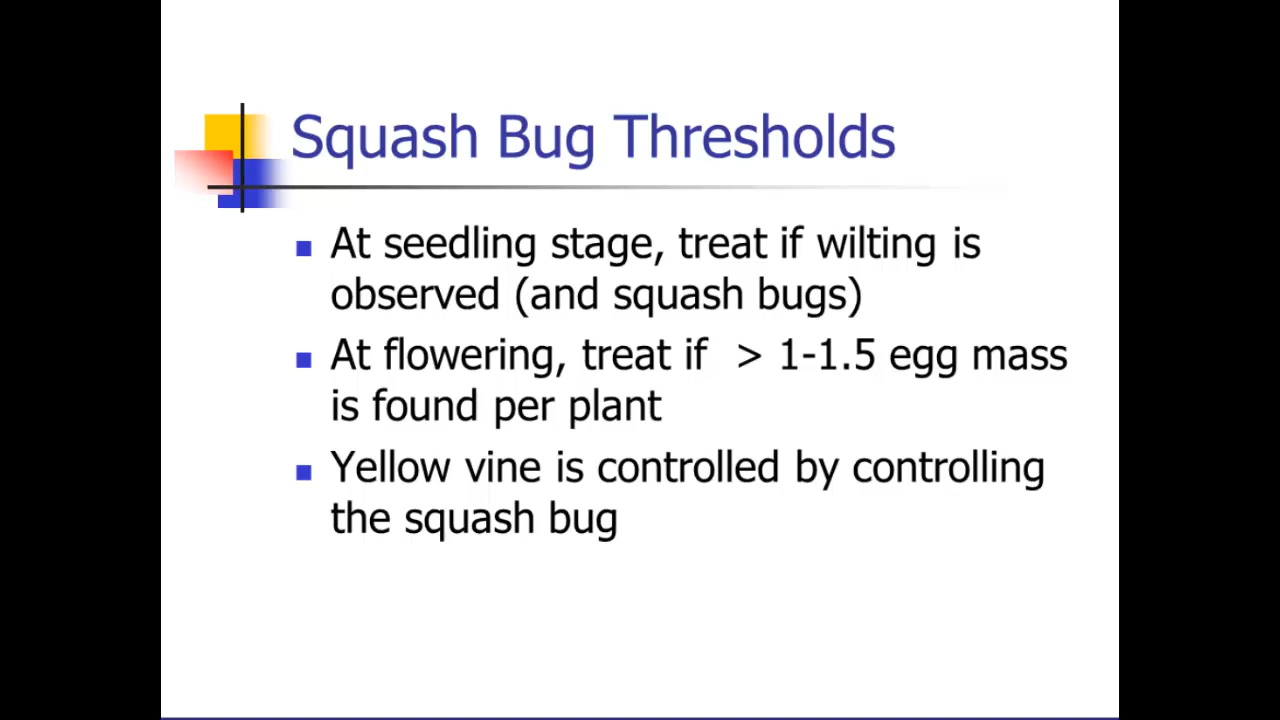 Squash Bug Thresholds
At seedling stage, treat if wilting is
observed (and squash bugs)
At flowering, treat if  > 1-1.5 egg mass
is found per plant
Yellow vine is controlled by controlling
the squash bug